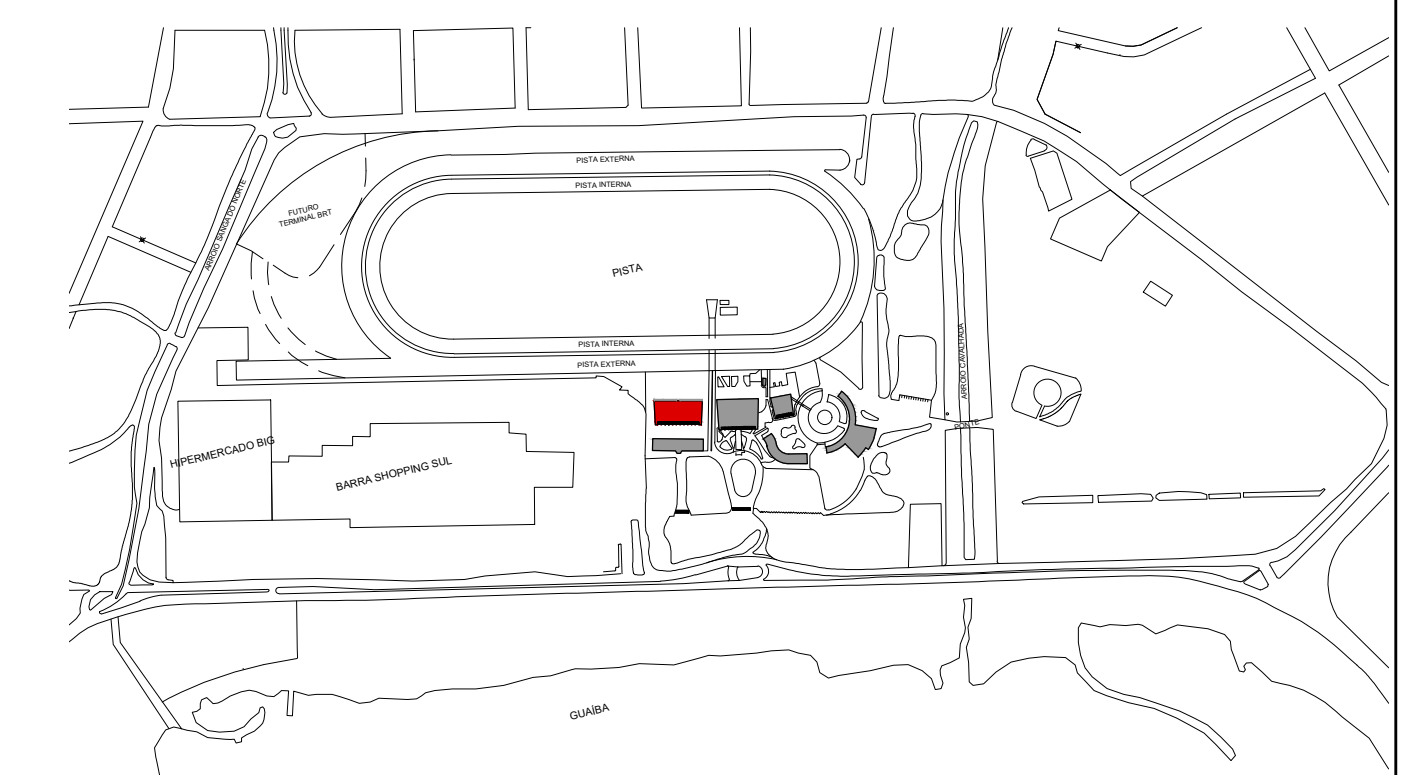 PISTA EXTERNA
PISTA INTERNA
ARROIO SANGA DO NORTE
FUTURO
TERMINAL BRT
PISTA
PISTA INTERNA
PISTA EXTERNA
ARROIO CAVALHADA
PONTE
HIPERMERCADO BIG
BARRA SHOPPING SUL
GUAÍBA